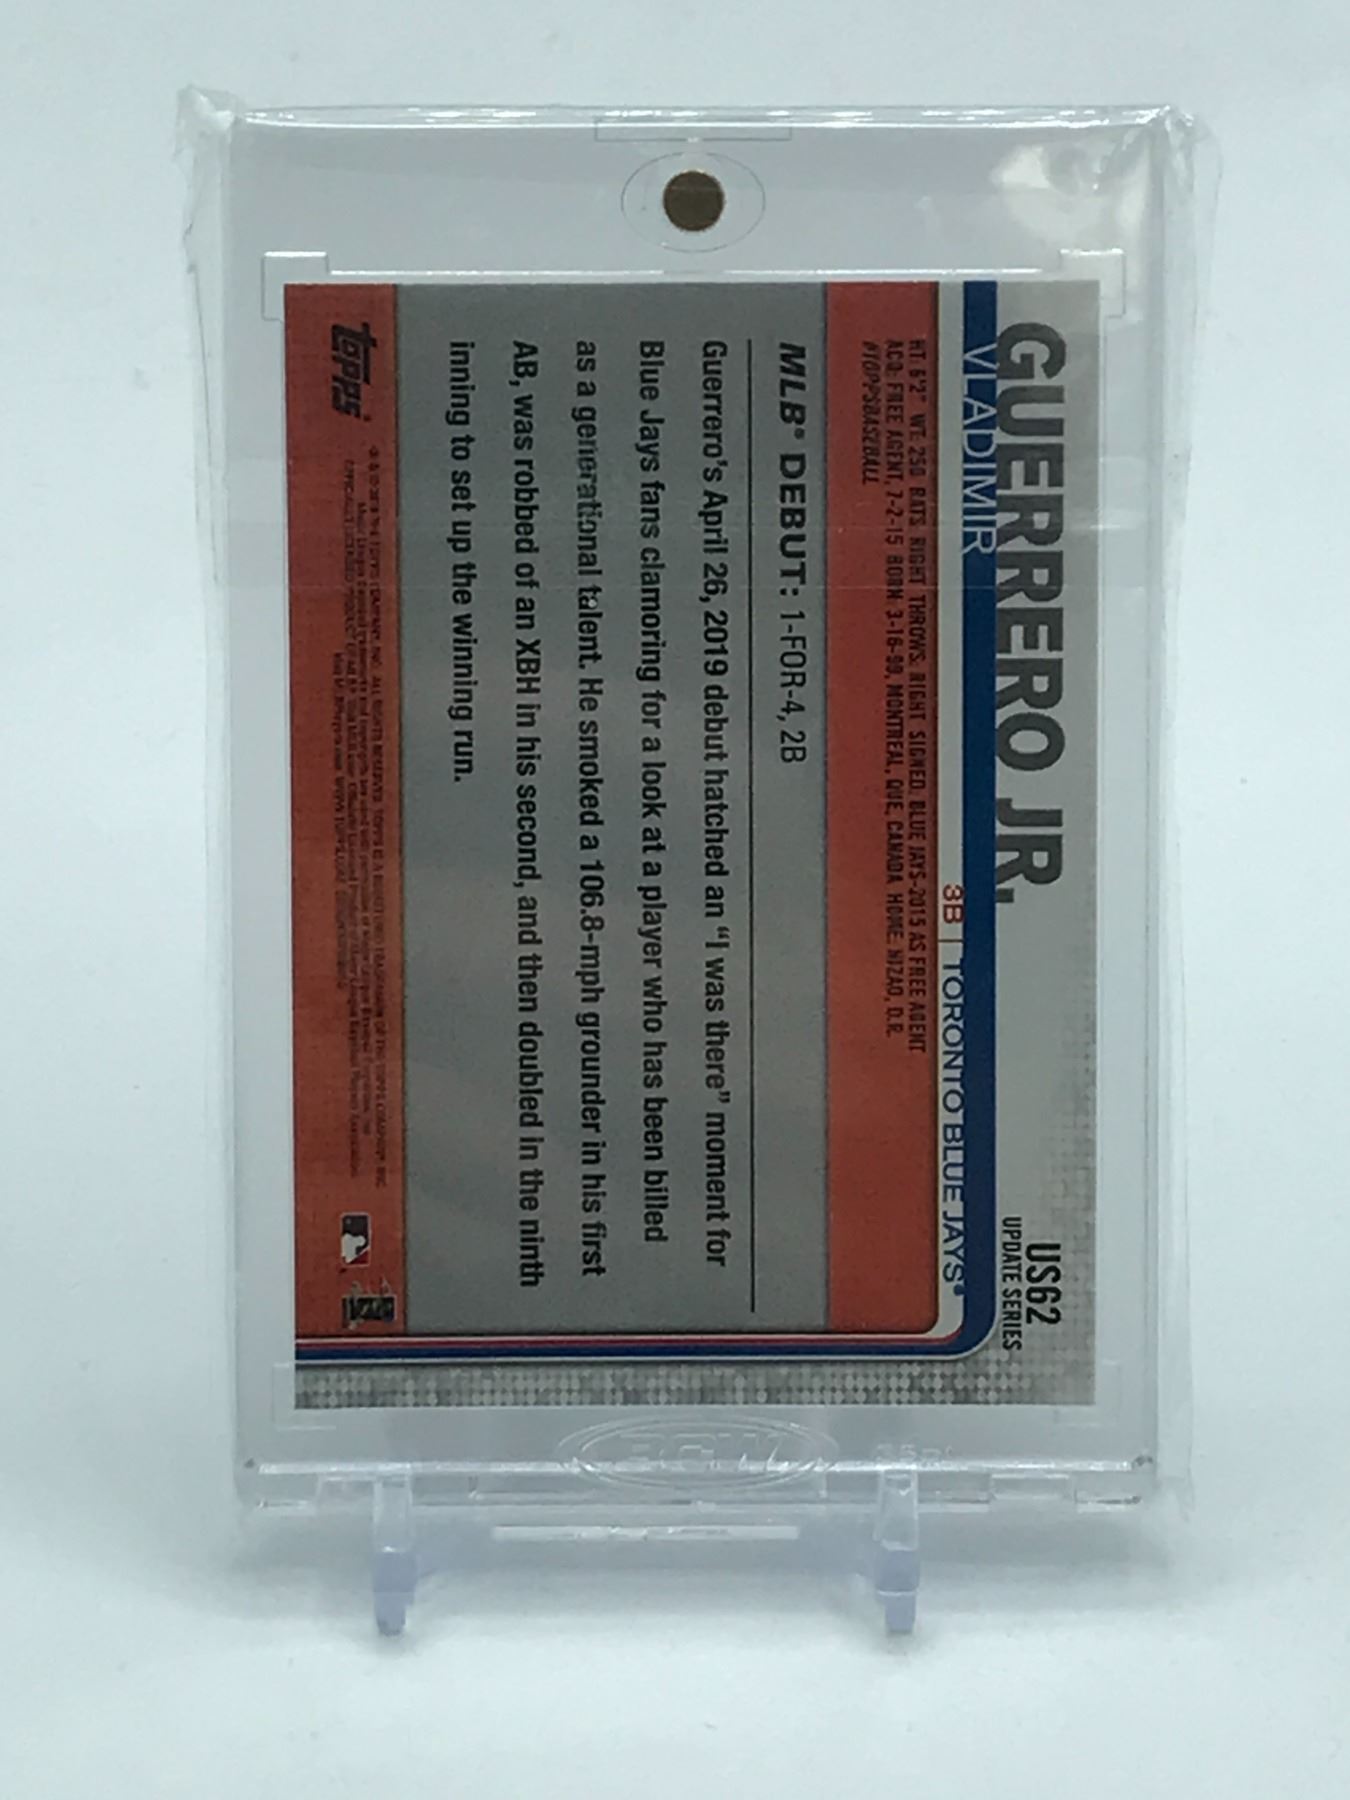 GUERRERO JR.
US62
UPDATE SERIES
VLADIMIR
3B | TORONTO BLUE JAYS®
HT: 6'2" WT: 250 BATS: RIGHT THROWS: RIGHT SIGNED: BLUE JAYS-2015 AS FREE AGENT
ACQ: FREE AGENT, 7-2-15 BORN: 3-16-99, MONTREAL, QUE, CANADA HOME: NIZAO, D.R.
#TOPPSBASEBALL
MLB® DEBUT: 1-FOR-4, 2B
Guerrero's April 26, 2019 debut hatched an “I was there” moment for
Blue Jays fans clamoring for a look at a player who has been billed
as a generational talent. He smoked a 106.8-mph grounder in his first
AB, was robbed of an XBH in his second, and then doubled in the ninth
inning to set up the winning run.
topps
BCW